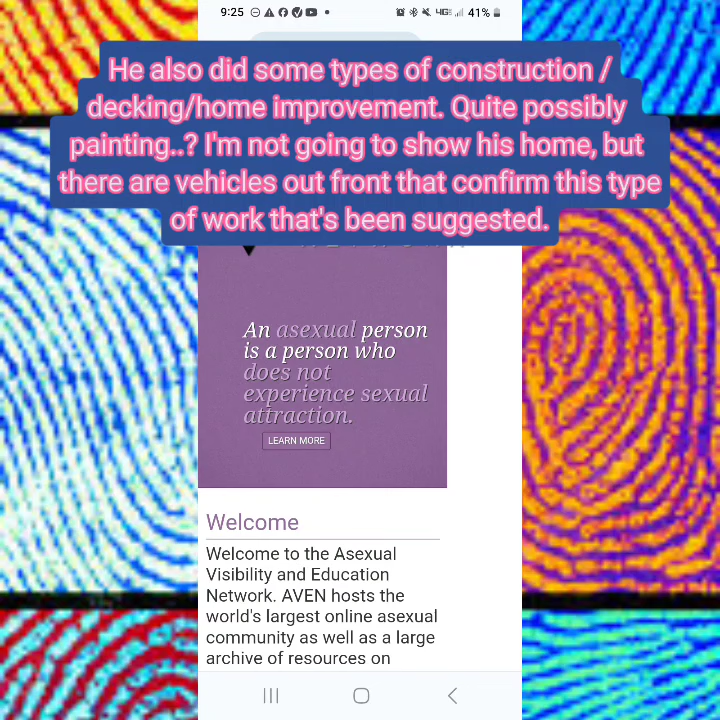 9:25
41%
He also did some types of construction /
decking/home improvement. Quite possibly
painting..? I'm not going to show his home, but
there are vehicles out front that confirm this type
of work that's been suggested.
An asexual person
is a person who
does not
experience sexual
attraction.
LEARN MORE
Welcome
Welcome to the Asexual
Visibility and Education
Network. AVEN hosts the
world's largest online asexual
community as well as a large
archive of resources on